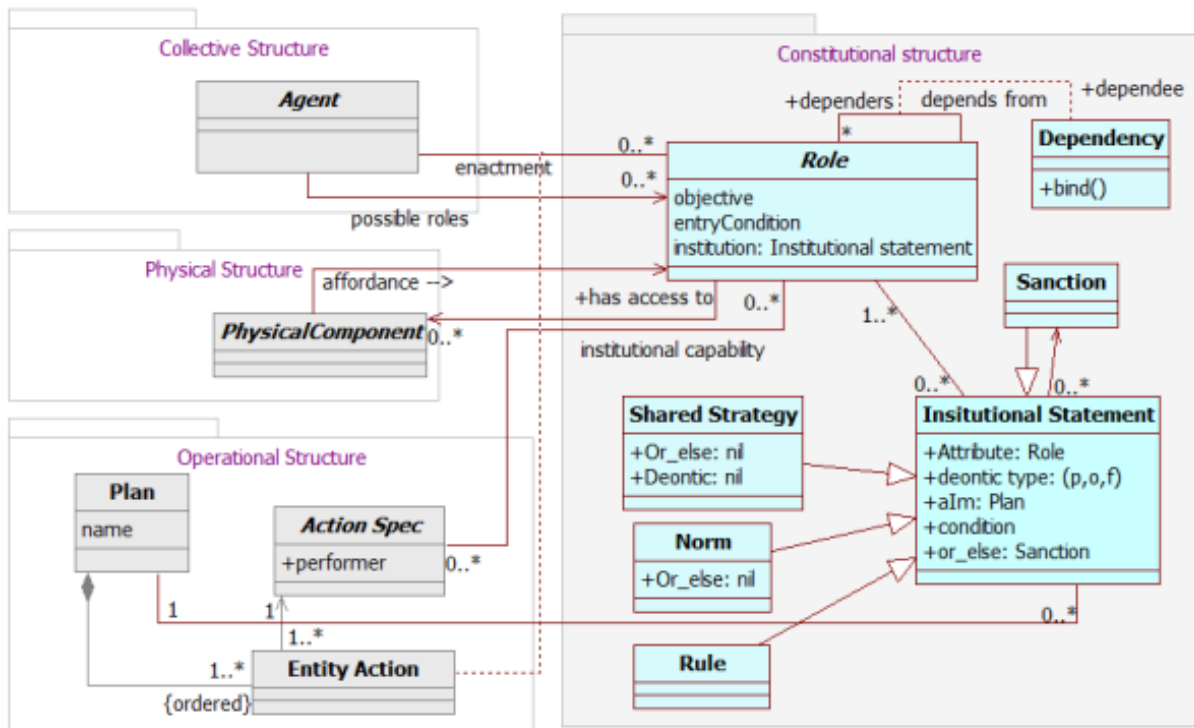 Collective Structure
Agent
enactment
0..*
0..*
possible roles
Constitutional structure
+dependers
depends from
+dependee
*
Role
objective
entryCondition
institution: Institutional statement
Dependency
+bind()
Physical Structure
affordance -->
PhysicalComponent
0..*
+has access to
0..*
institutional capability
1..*
0..*
Sanction
0..*
Shared Strategy
+Or_else: nil
+Deontic: nil
Norm
+Or_else: nil
Rule
Insitutional Statement
+Attribute: Role
+deontic type: (p,o,f)
+aIm: Plan
+condition
+or_else: Sanction
0..*
Operational Structure
Plan
name
Action Spec
+performer
0..*
1
1
1..*
1..*
{ordered}
Entity Action